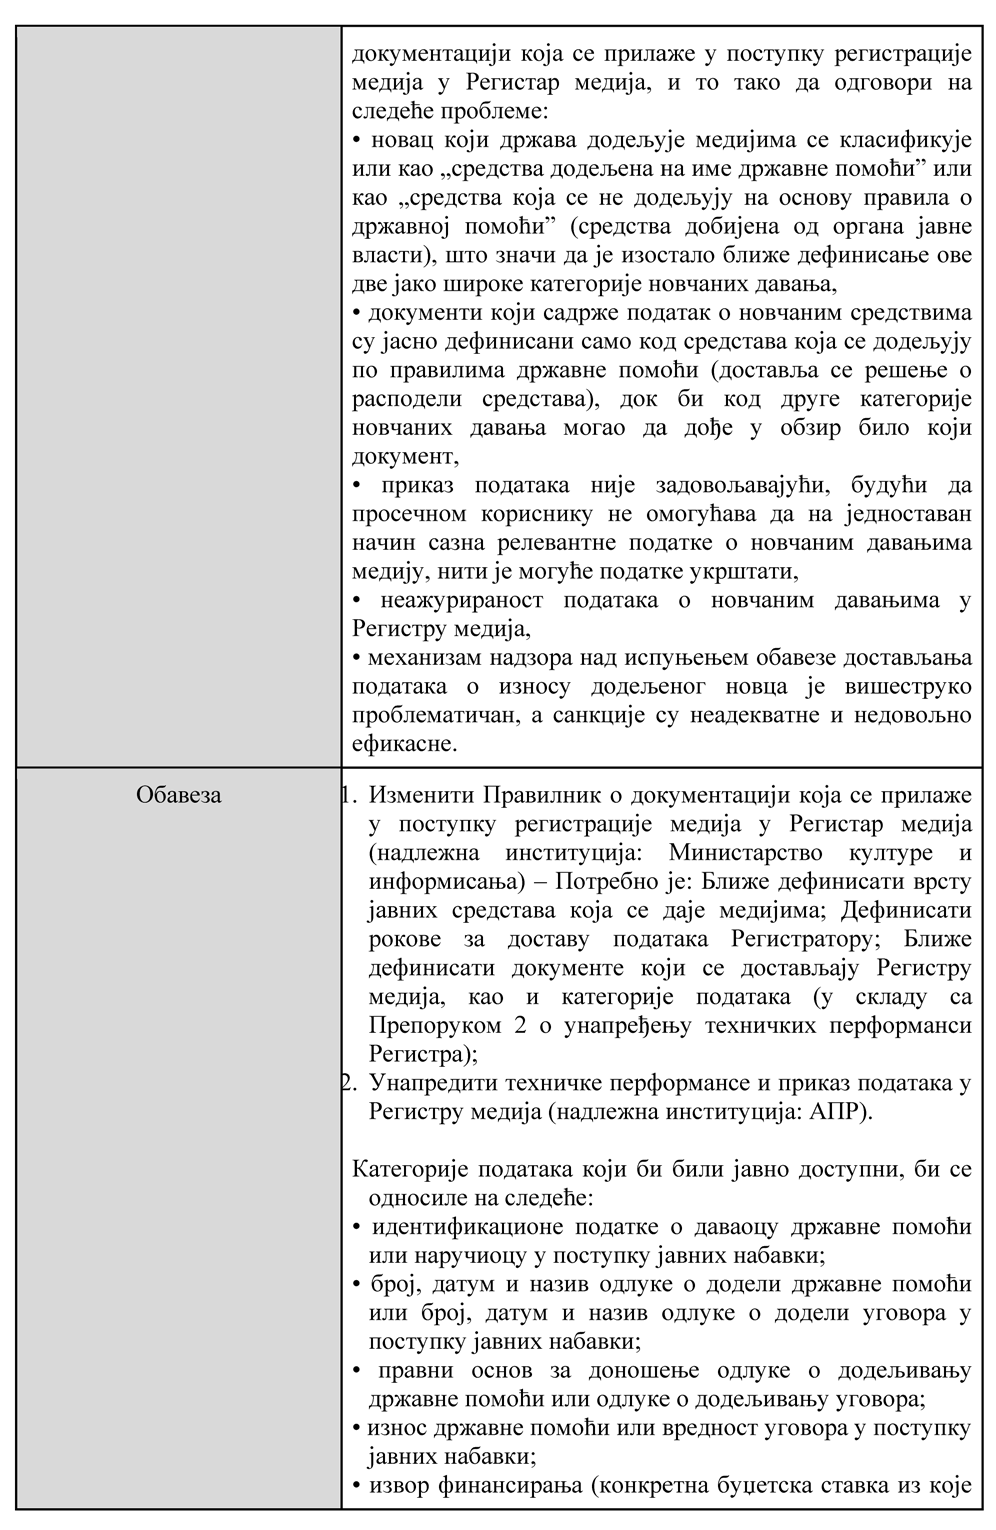 документацији која се прилаже у поступку регистрације
медија у Регистар медија, и то тако да одговори на
следеће проблеме:
• новац који држава додељује медијима се класификује
или као „средства додељена на име државне помоћи” или
као „средства која се не додељују на основу правила о
државној помоћи” (средства добијена од органа јавне
власти), што значи да је изостало ближе дефинисање ове
две јако широке категорије новчаних давања,
• документи који садрже податак о новчаним средствима
су јасно дефинисани само код средстава која се додељују
по правилима државне помоћи (доставља се решење о
расподели средстава), док би код друге категорије
новчаних давања могао да дође у обзир било који
документ,
• приказ података није задовољавајући, будући да
просечном кориснику не омогућава да на једноставан
начин сазна релевантне податке о новчаним давањима
медију, нити је могуће податке укрштати,
• неажурираност података о новчаним давањима у
Регистру медија,
• механизам надзора над испуњењем обавезе достављања
података о износу додељеног новца је вишеструко
проблематичан, а санкције су неадекватне и недовољно
ефикасне.
Обавеза
1. Изменити Правилник о документацији која се прилаже
у поступку регистрације медија у Регистар медија
(надлежна институција: Министарство културе и
информисања) – Потребно је: Ближе дефинисати врсту
јавних средстава која се даје медијима; Дефинисати
рокове за доставу података Регистратору; Ближе
дефинисати документе који се достављају Регистру
медија, као и категорије података (у складу са
Препоруком 2 о унапређењу техничких перформанси
Регистра);
2. Унапредити техничке перформансе и приказ података у
Регистру медија (надлежна институција: АПР).
Категорије података који би били јавно доступни, би се
односиле на следеће:
• идентификационе податке о даваоцу државне помоћи
или наручиоцу у поступку јавних набавки;
• број, датум и назив одлуке о додели државне помоћи
или број, датум и назив одлуке о додели уговора у
поступку јавних набавки;
• правни основ за доношење одлуке о додељивању
државне помоћи или одлуке о додељивању уговора;
• износ државне помоћи или вредност уговора у поступку
јавних набавки;
• извор финансирања (конкретна буџетска ставка из које